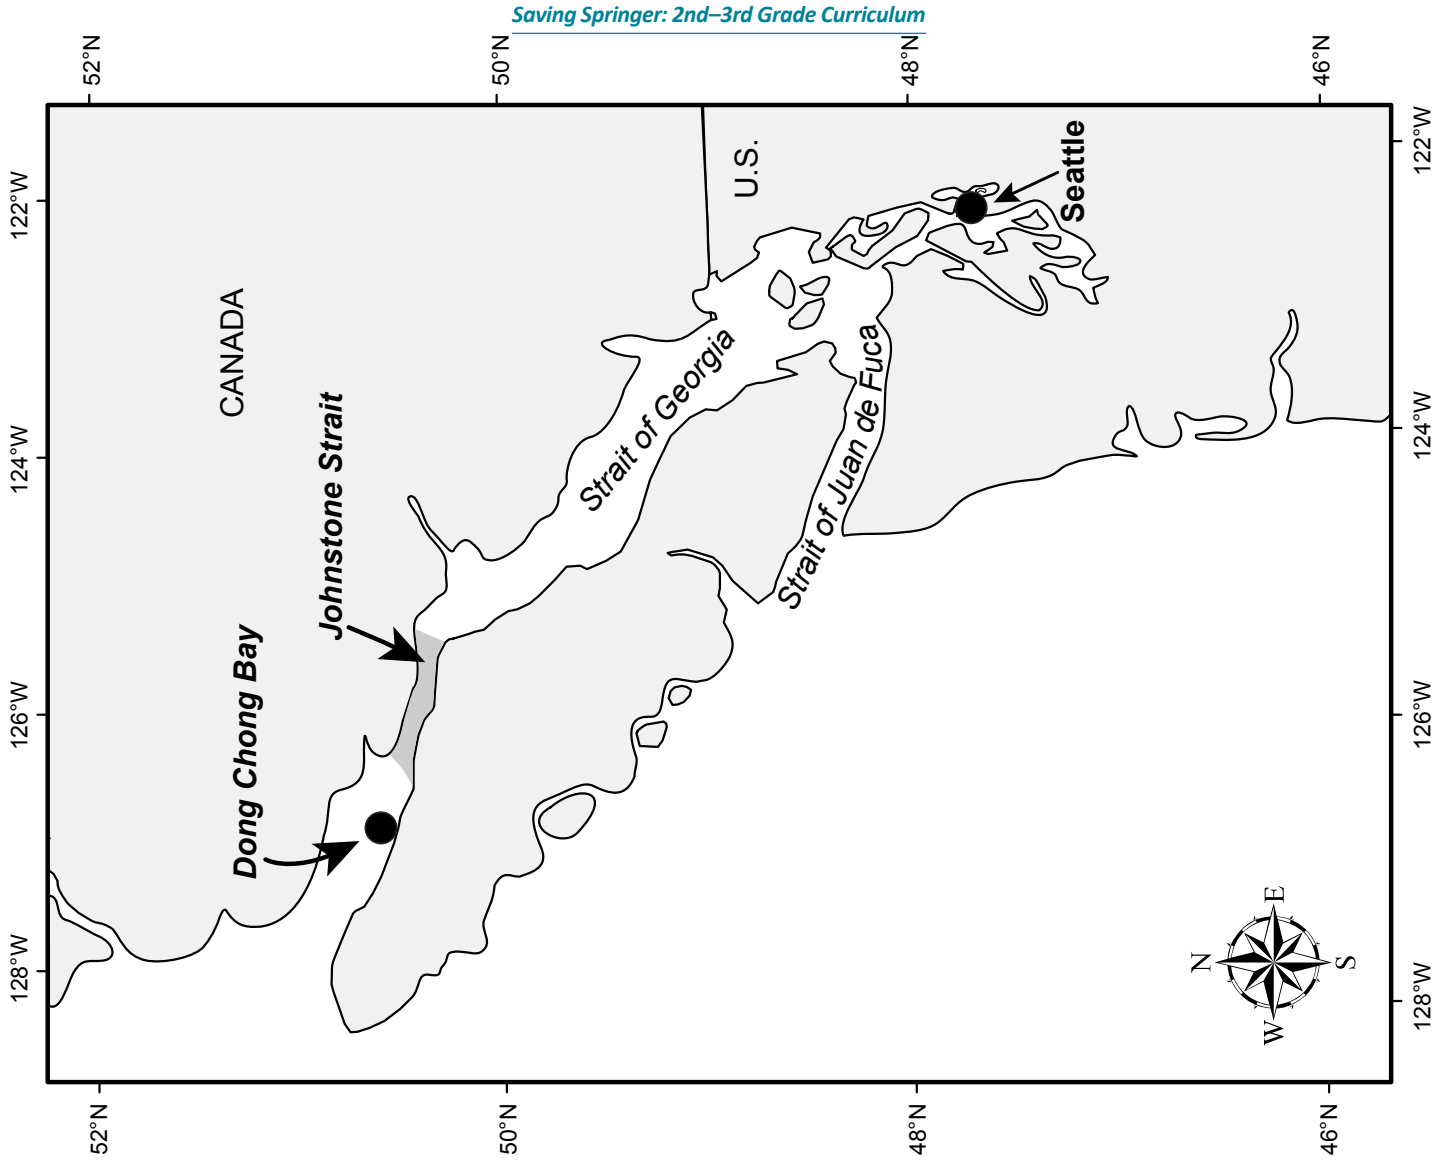 Saving Springer: 2nd–3rd Grade Curriculum
52°N
50°N
48°N
46°N
122°W
124°W
126°W
128°W
CANADA
U.S.
Seattle
Johnstone Strait
Dong Chong Bay
Strait of Georgia
Strait of Juan de Fuca
N
E
S
W
122°W
124°W
126°W
128°W
52°N
50°N
48°N
46°N